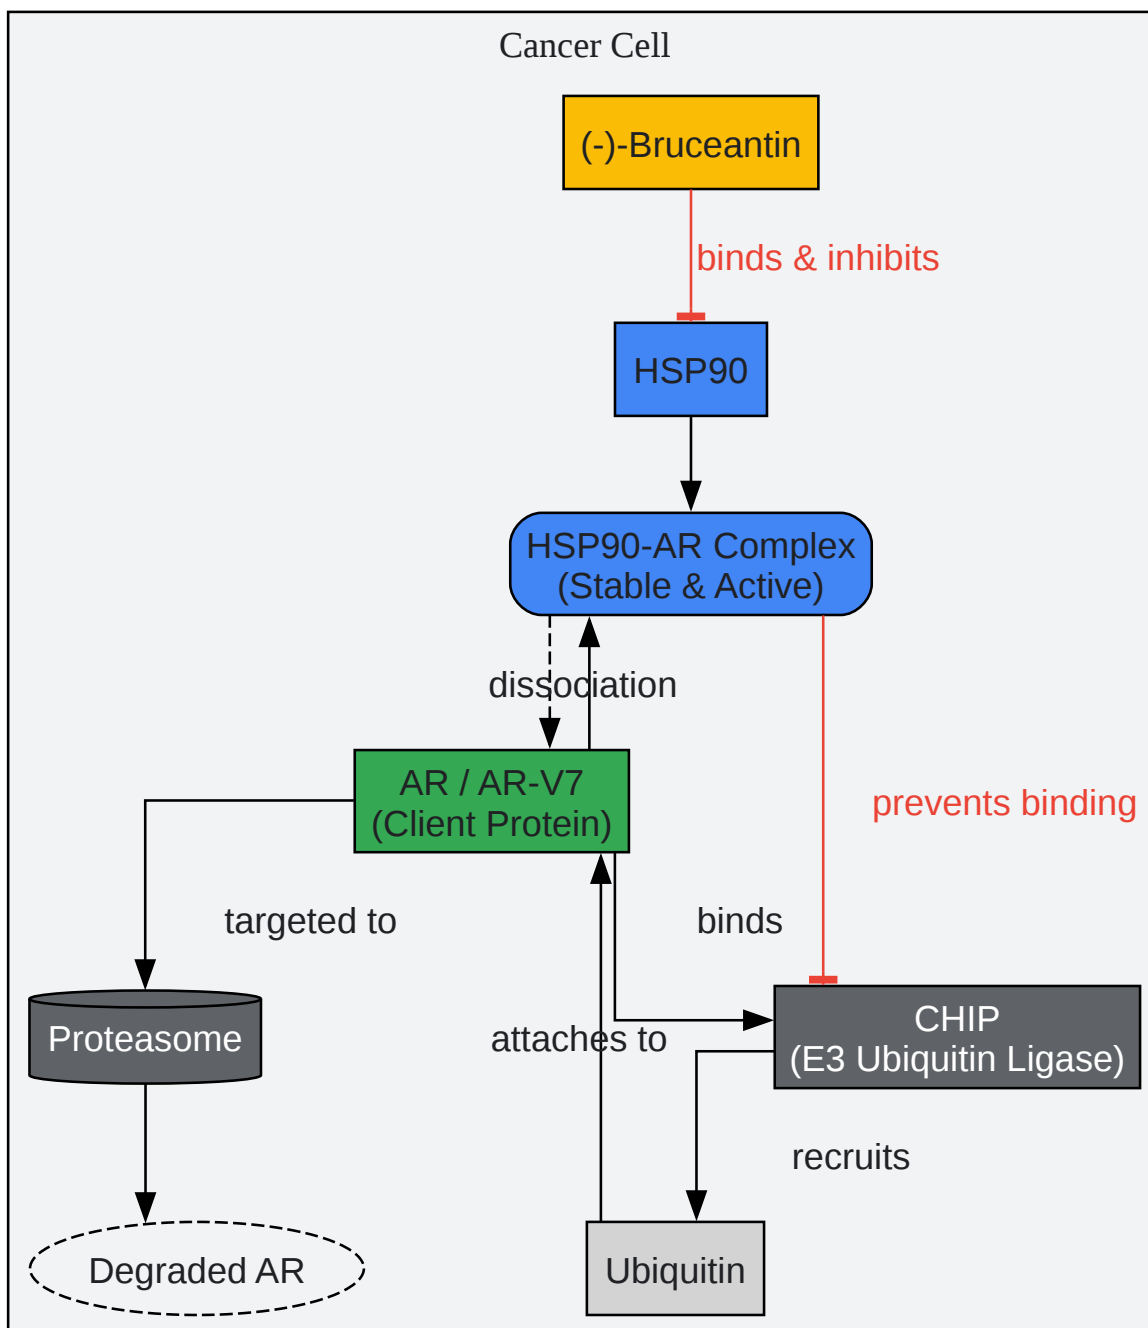 Cancer Cell
(-)-Bruceantin
binds & inhibits
HSP90
HSP90-AR Complex
(Stable & Active)
dissociation
AR / AR-V7
(Client Protein)
prevents binding
targeted to
binds
Proteasome
attaches to
CHIP
(E3 Ubiquitin Ligase)
recruits
Degraded AR
Ubiquitin